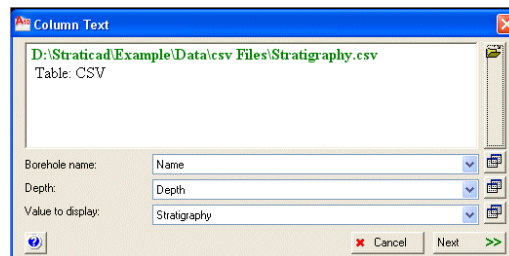 Column Text
D:\Straticad\Example\Data\csv Files\Stratigraphy.csv
Table: CSV
Borehole name: Name
Depth: Depth
Value to display: Stratigraphy
? Cancel Next >>